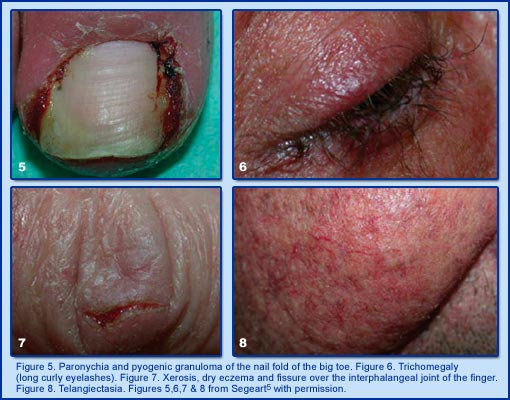 5
6
7
8
Figure 5. Paronychia and pyogenic granuloma of the nail fold of the big toe. Figure 6. Trichomegaly
(long curly eyelashes). Figure 7. Xerosis, dry eczema and fissure over the interphalangeal joint of the finger.
Figure 8. Telangiectasia. Figures 5,6,7 & 8 from Segeart5 with permission.